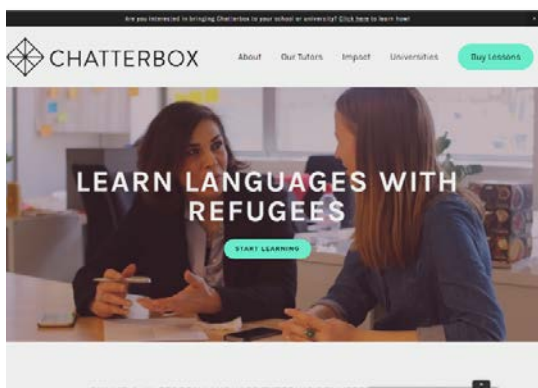 Are you interested in bringing Chatterbox to your school or university? Click here to learn how!
CHATTERBOX
About Our Tutors Impact Universities Buy Lessons
LEARN LANGUAGES WITH
REFUGEES
START LEARNING